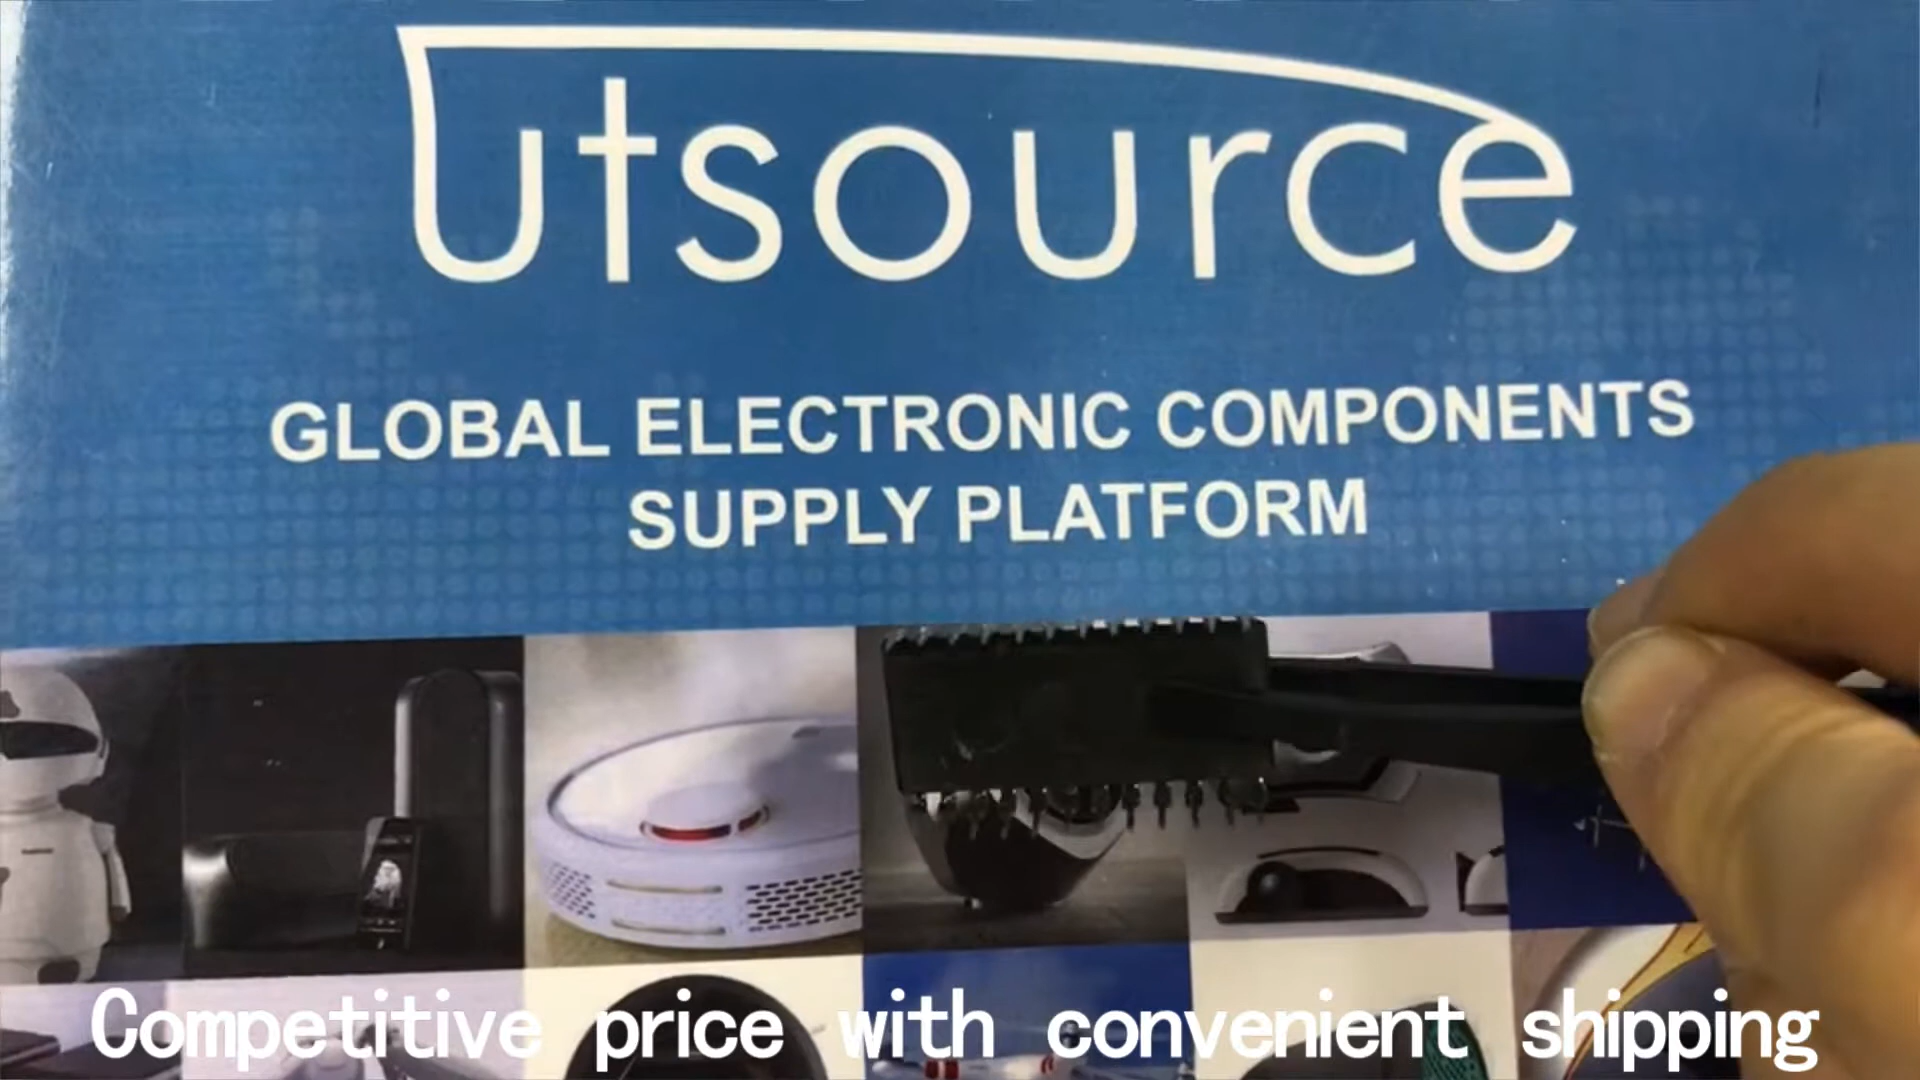 Utsource
GLOBAL ELECTRONIC COMPONENTS
SUPPLY PLATFORM
Competitive price with convenient shipping